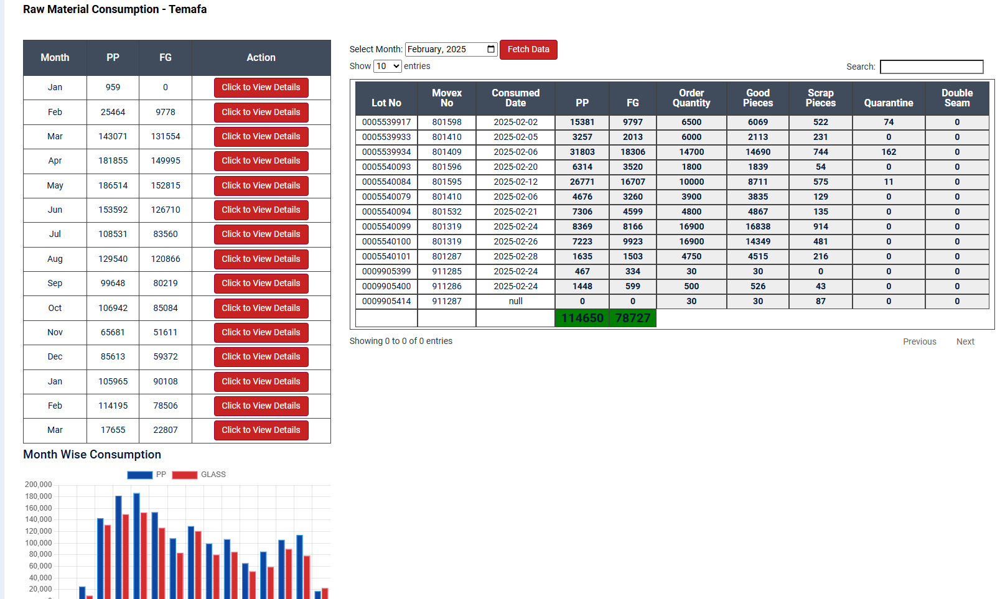 Raw Material Consumption - Temafa
Month PP FG Action
Jan 959 0 Click to View Details
Feb 25464 9778 Click to View Details
Mar 143071 131554 Click to View Details
Apr 181855 149995 Click to View Details
May 186514 152815 Click to View Details
Jun 153592 126710 Click to View Details
Jul 108531 83560 Click to View Details
Aug 129540 120866 Click to View Details
Sep 99648 80219 Click to View Details
Oct 106942 85084 Click to View Details
Nov 65681 51611 Click to View Details
Dec 85613 59372 Click to View Details
Jan 105965 90108 Click to View Details
Feb 114195 78506 Click to View Details
Mar 17655 22807 Click to View Details
Month Wise Consumption
PP GLASS
200,000
180,000
160,000
140,000
120,000
100,000
80,000
60,000
40,000
20,000
Select Month: February, 2025 Fetch Data
Show 10 entries Search:
Lot No Movex No Consumed Date PP FG Order Quantity Good Pieces Scrap Pieces Quarantine Double Seam
0005539917 801598 2025-02-02 15381 9797 6500 6069 522 74 0
0005539933 801410 2025-02-05 3257 2013 6000 2113 231 0 0
0005539934 801409 2025-02-06 31803 18306 14700 14690 744 162 0
0005540093 801596 2025-02-20 6314 3520 1800 1839 54 0 0
0005540084 801595 2025-02-12 26771 16707 10000 8711 575 11 0
0005540079 801410 2025-02-06 4676 3260 3900 3835 129 0 0
0005540094 801532 2025-02-21 7306 4599 4800 4867 135 0 0
0005540099 801319 2025-02-24 8369 8166 16900 16838 914 0 0
0005540100 801319 2025-02-26 7223 9923 16900 14349 481 0 0
0005540101 801287 2025-02-28 1635 1503 4750 4515 216 0 0
0009905399 911285 2025-02-24 467 334 30 30 0 0 0
0009905400 911286 2025-02-24 1448 599 500 526 43 0 0
0009905414 911287 null 0 0 30 30 87 0 0
114650 78727
Showing 0 to 0 of 0 entries Previous Next